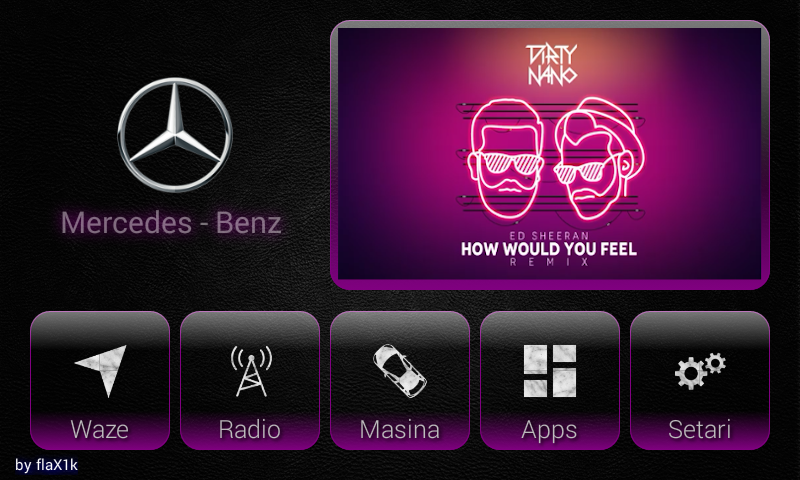 DIRTY
NANO
Mercedes - Benz
ED SHEERAN
HOW WOULD YOU FEEL
REMIX
Waze
Radio
Masina
Apps
Setari
by flaX1k